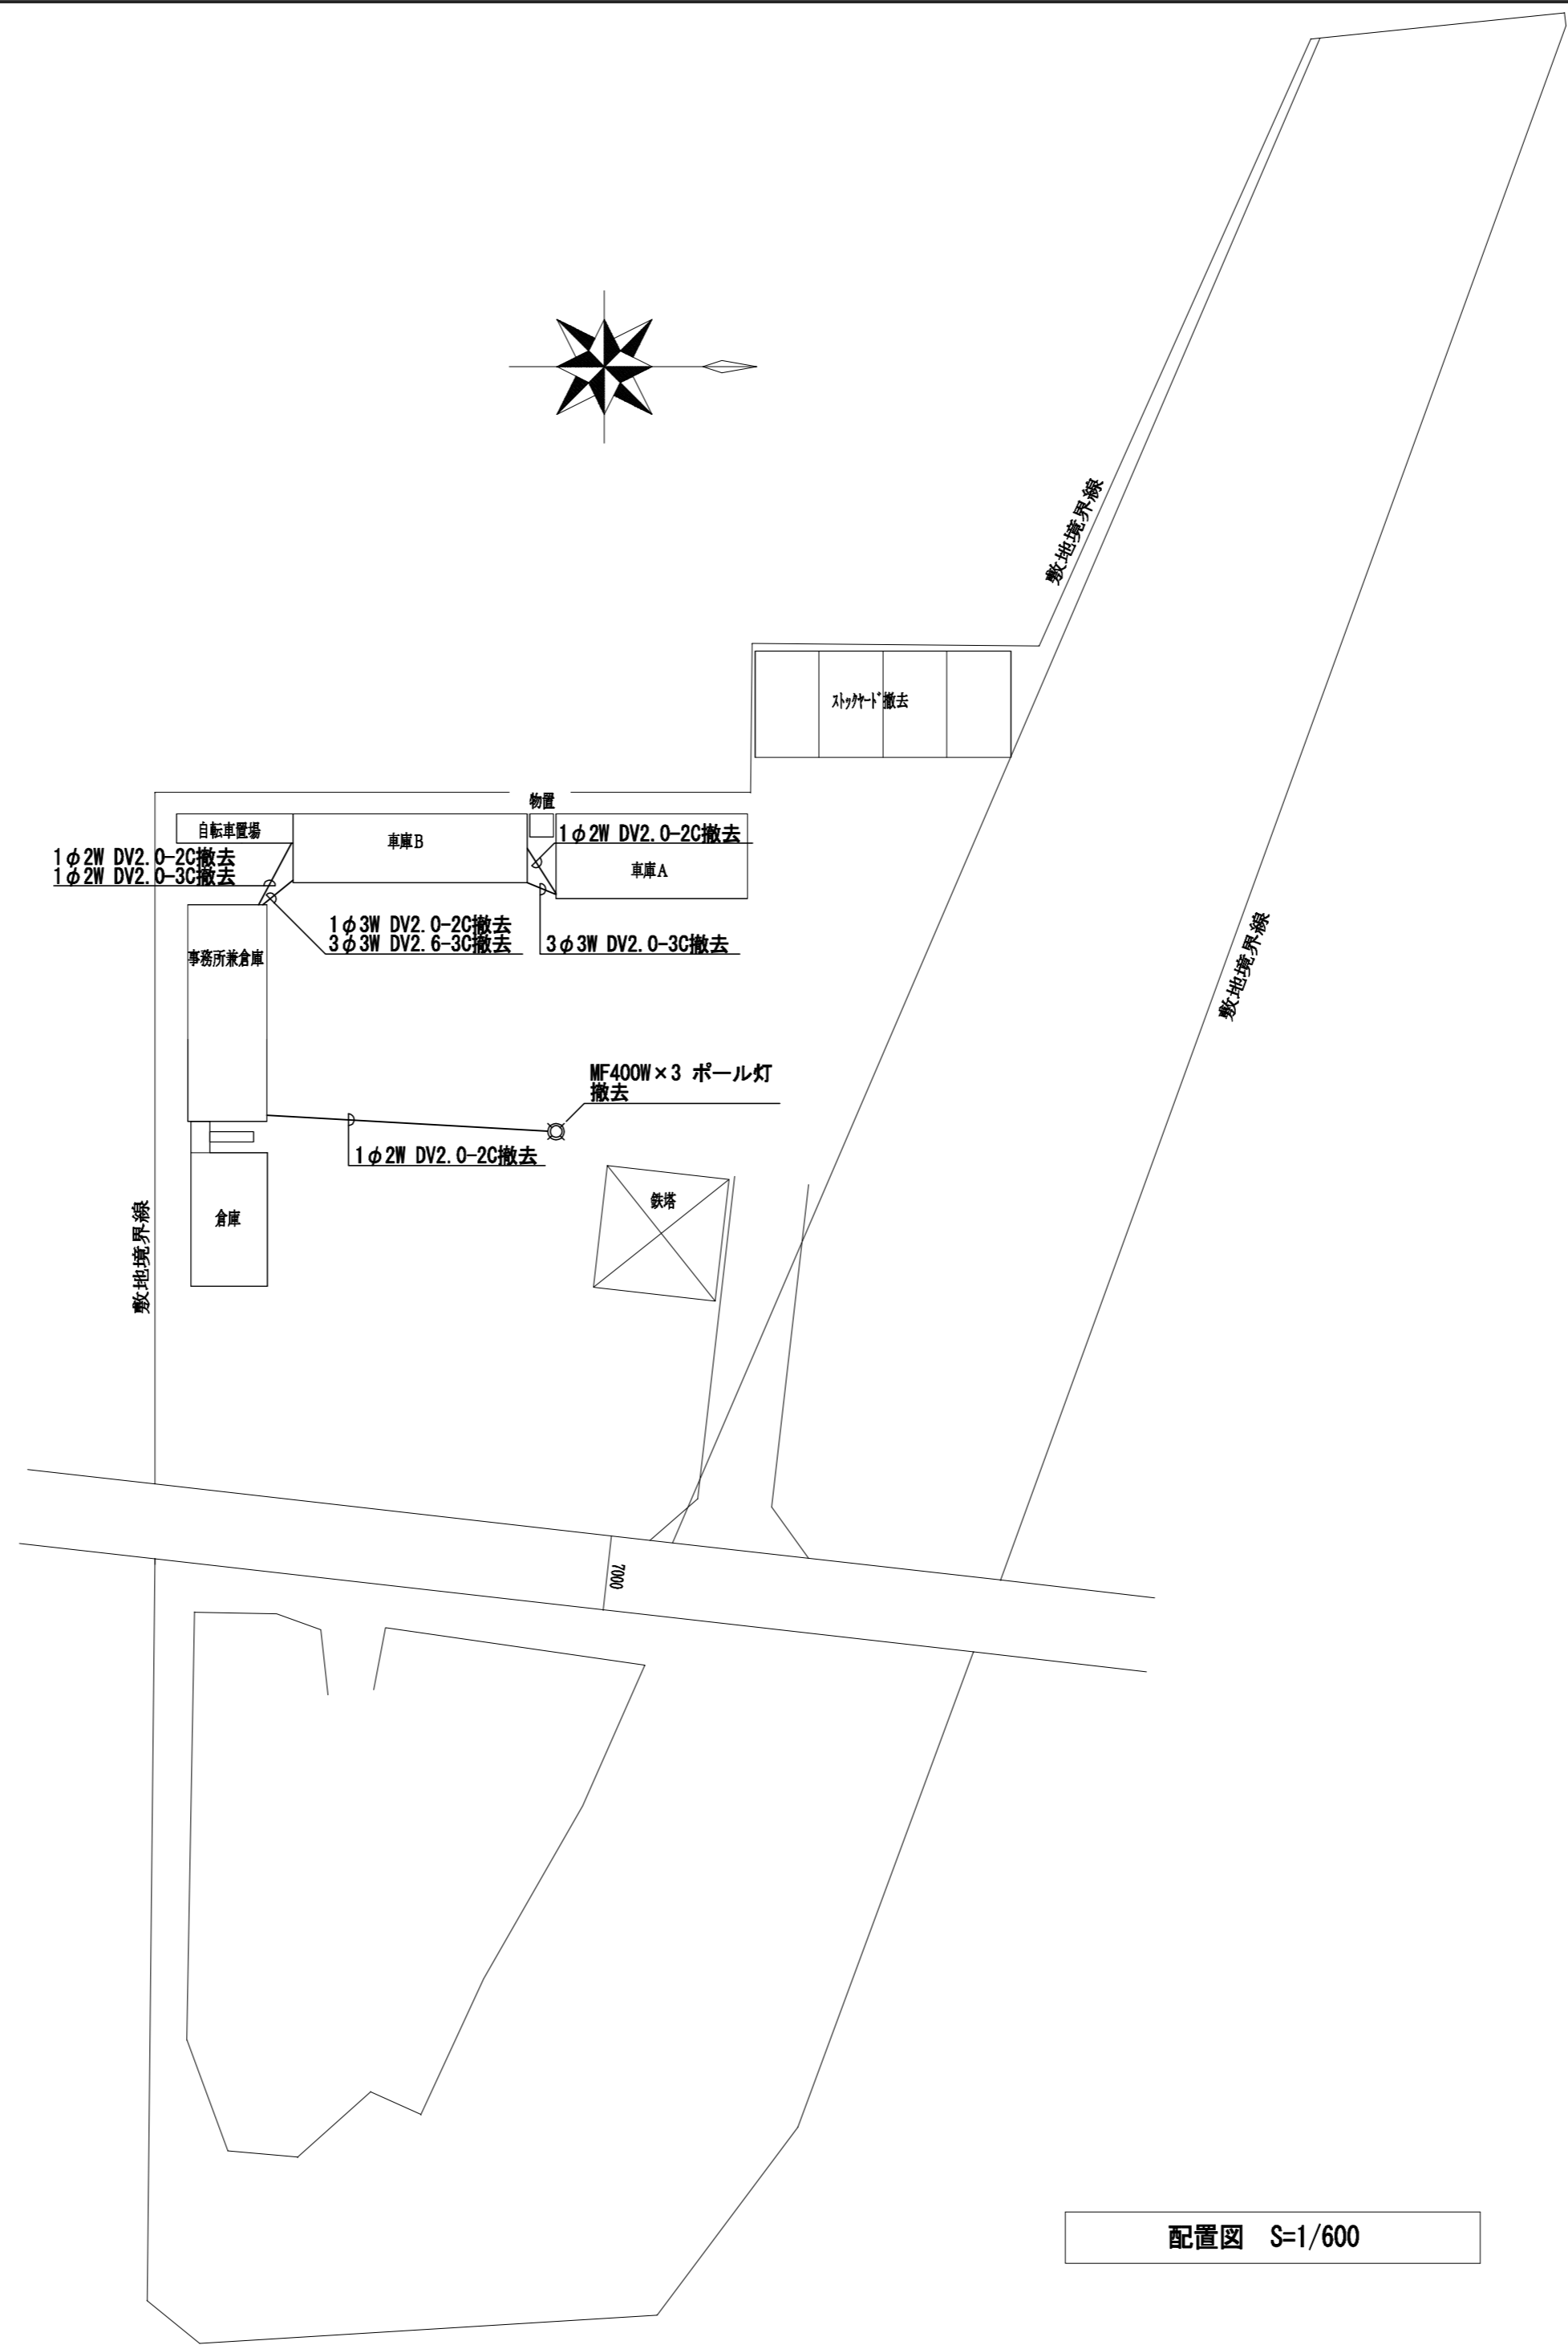 敷地境界線
ストックヤード撤去
物置
自転車置場
車庫B
1φ2W DV2.0-2C撤去
車庫A
1φ2W DV2.0-2C撤去
1φ2W DV2.0-3C撤去
1φ3W DV2.0-2C撤去
3φ3W DV2.6-3C撤去
3φ3W DV2.0-3C撤去
事務所兼倉庫
敷地境界線
MF400W×3 ポール灯
撤去
1φ2W DV2.0-2C撤去
鉄塔
倉庫
敷地境界線
7000
配置図 S=1/600